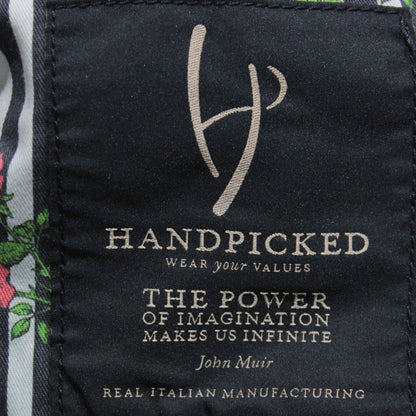 HANDPICKED
WEAR your VALUES
THE POWER
OF IMAGINATION
MAKES US INFINITE
John Muir
REAL ITALIAN MANUFACTURING